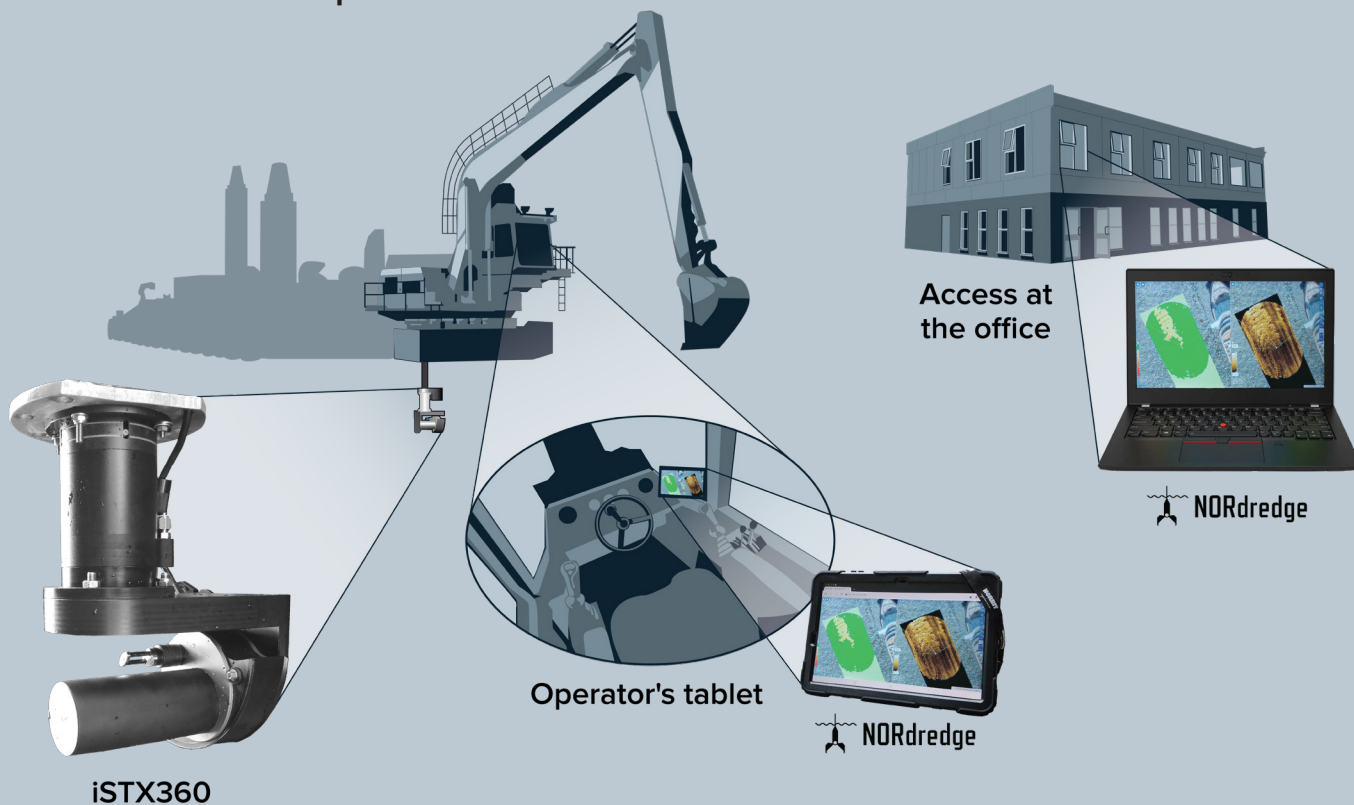 Access at
the office
NORdredge
Operator's tablet
NORdredge
iSTX360